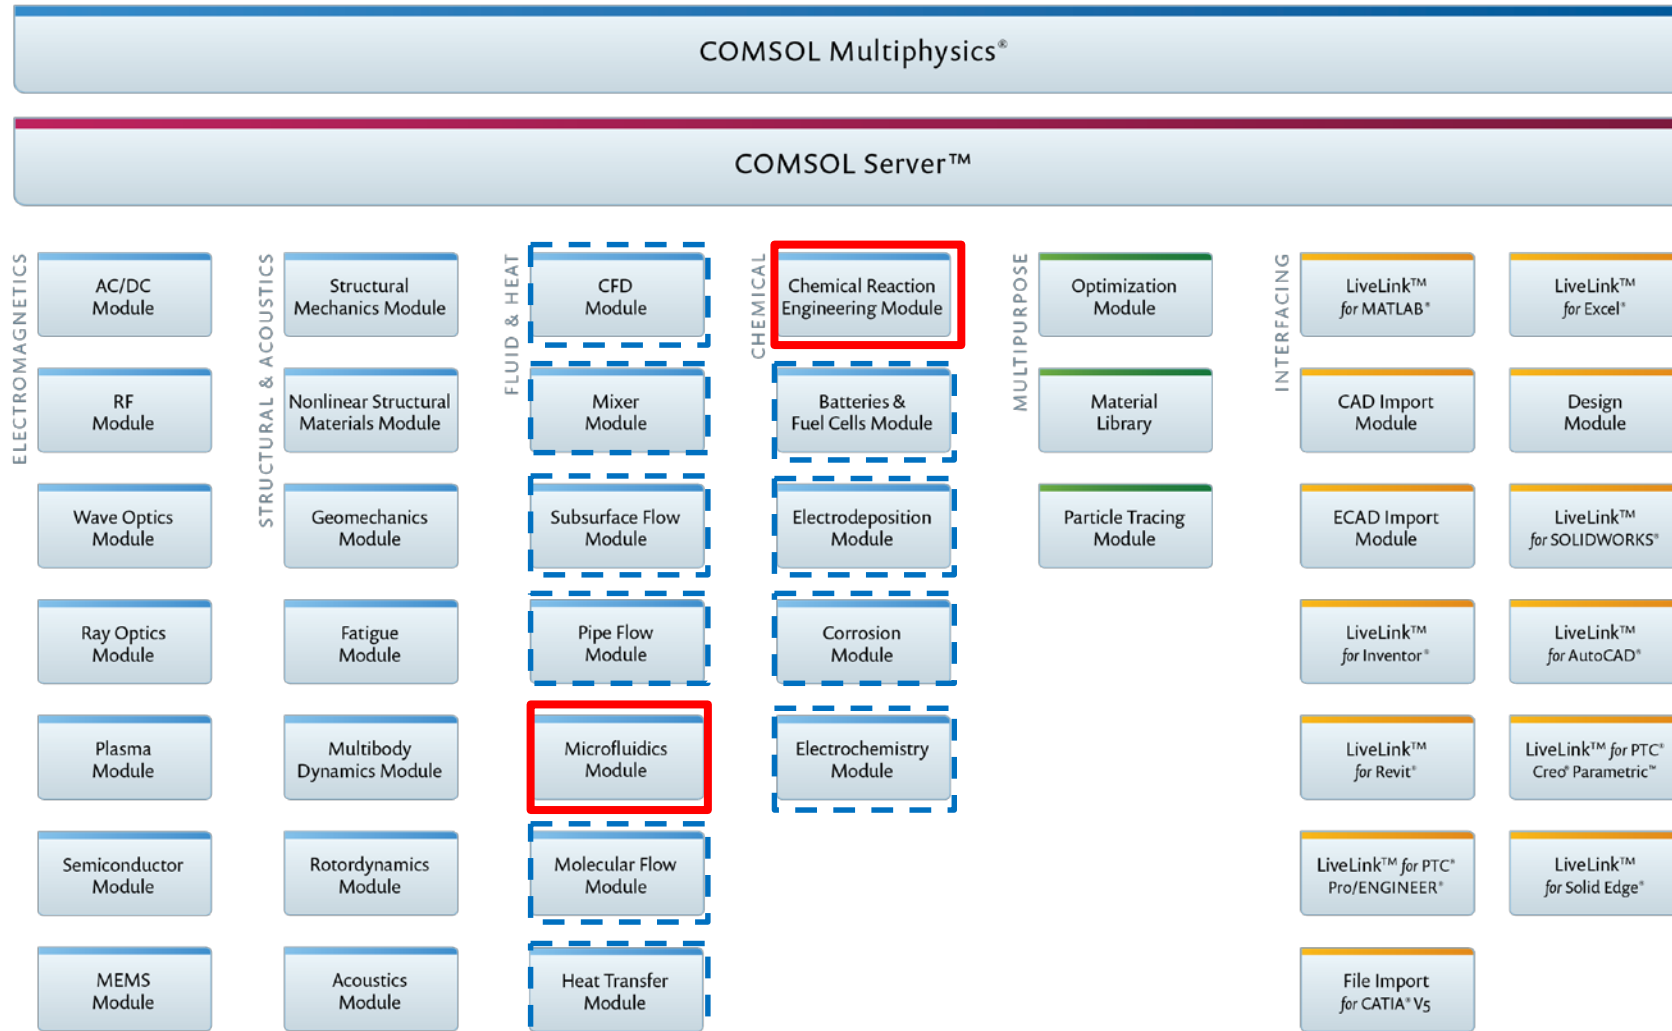 COMSOL Multiphysics®
COMSOL Server™
ELECTROMAGNETICS
AC/DC
Module
RF
Module
Wave Optics
Module
Ray Optics
Module
Plasma
Module
Semiconductor
Module
MEMS
Module
STRUCTURAL & ACOUSTICS
Structural
Mechanics Module
Nonlinear Structural
Materials Module
Geomechanics
Module
Fatigue
Module
Multibody
Dynamics Module
Rotordynamics
Module
Acoustics
Module
FLUID & HEAT
CFD
Module
Mixer
Module
Subsurface Flow
Module
Pipe Flow
Module
Microfluidics
Module
Molecular Flow
Module
Heat Transfer
Module
CHEMICAL
Chemical Reaction
Engineering Module
Batteries &
Fuel Cells Module
Electrodeposition
Module
Corrosion
Module
Electrochemistry
Module
MULTIPURPOSE
Optimization
Module
Material
Library
Particle Tracing
Module
INTERFACING
LiveLink™
for MATLAB®
CAD Import
Module
ECAD Import
Module
LiveLink™
for Inventor®
LiveLink™
for Revit®
LiveLink™ for PTC®
Pro/ENGINEER®
File Import
for CATIA® V5
LiveLink™
for Excel®
Design
Module
LiveLink™
for SOLIDWORKS®
LiveLink™
for AutoCAD®
LiveLink™ for PTC®
Creo® Parametric™
LiveLink™
for Solid Edge®